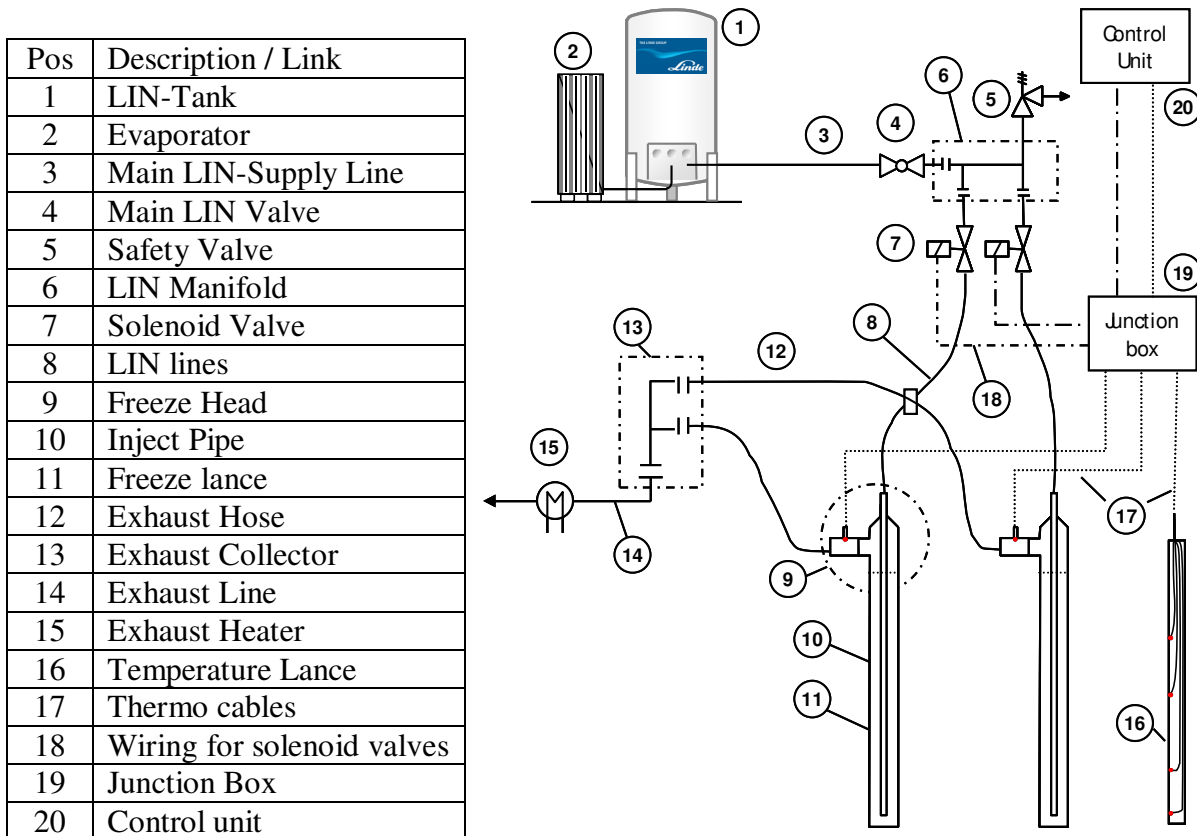 Pos Description / Link
1 LIN-Tank
2 Evaporator
3 Main LIN-Supply Line
4 Main LIN Valve
5 Safety Valve
6 LIN Manifold
7 Solenoid Valve
8 LIN lines
9 Freeze Head
10 Inject Pipe
11 Freeze lance
12 Exhaust Hose
13 Exhaust Collector
14 Exhaust Line
15 Exhaust Heater
16 Temperature Lance
17 Thermo cables
18 Wiring for solenoid valves
19 Junction Box
20 Control unit
1
2
THE LINDE GROUP
Linde
3
4
5
6
Control
Unit
20
7
19
Junction
box
8
18
13
12
15
14
9
17
10
11
16